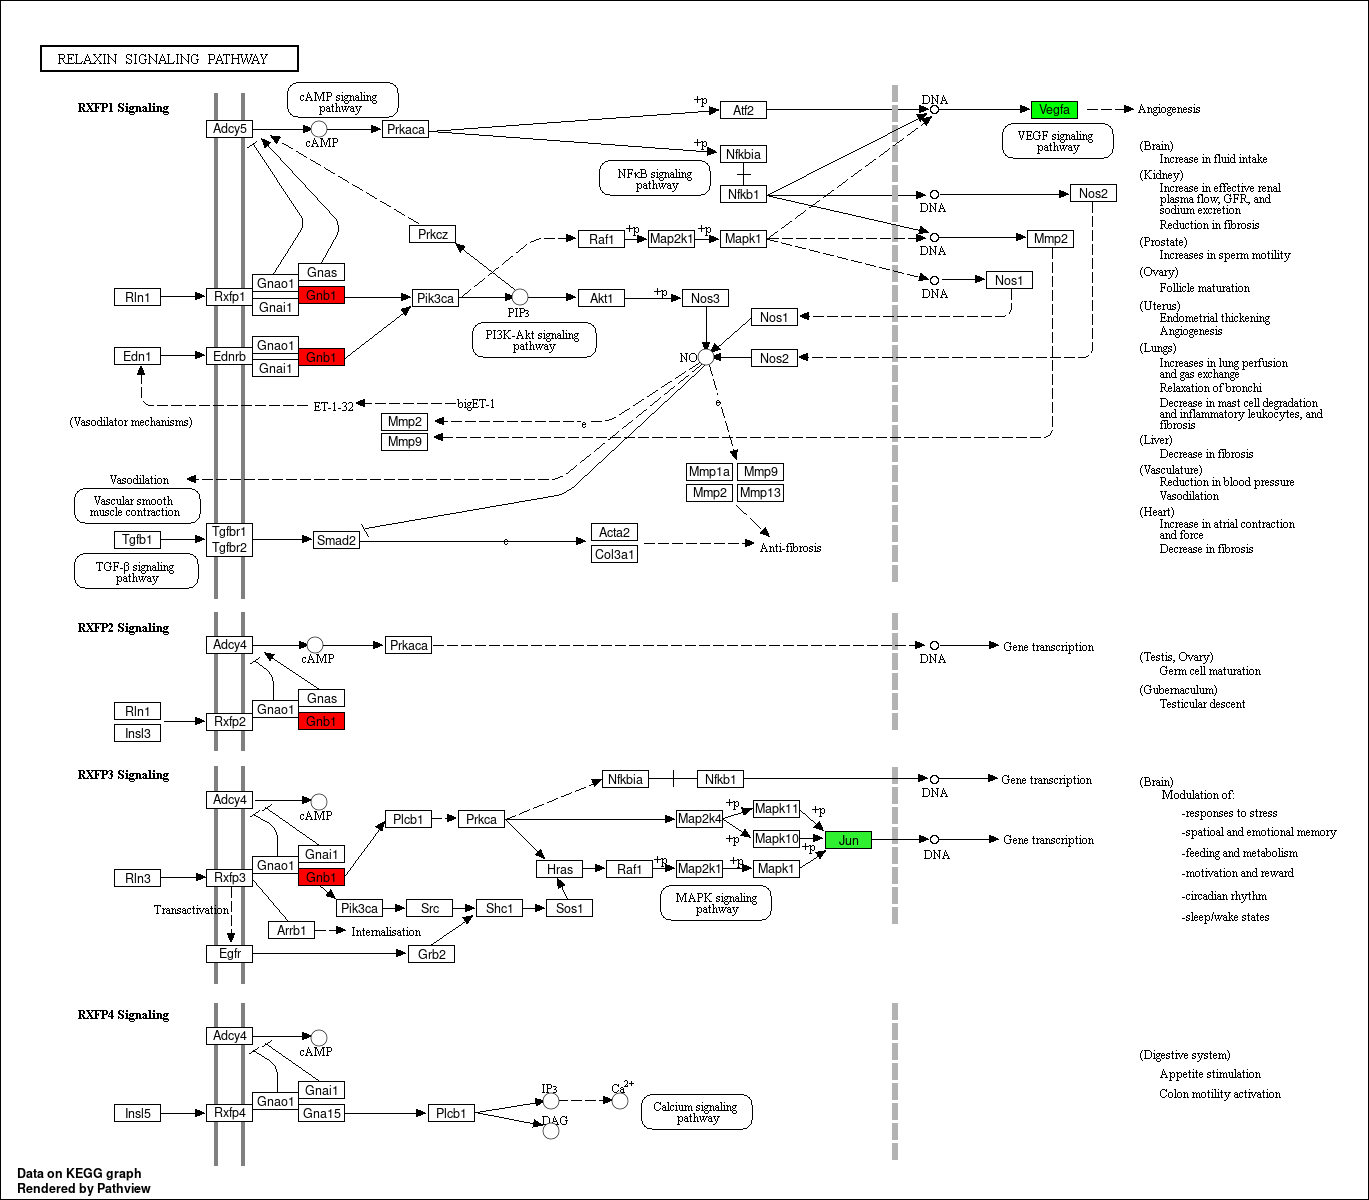 RELAXIN SIGNALING PATHWAY
RXFP1 Signaling
cAMP signaling
pathway
Adcy5
cAMP
Prkaca
+p
Atf2
DNA
Vegfa
Angiogenesis
VEGF signaling
pathway
+p
Nfkbia
NFκB signaling
pathway
Nfkb1
DNA
Nos2
Prkcz
Raf1
+p
Map2k1
+p
Mapk1
DNA
Mmp2
Gnas
Gnao1
Rln1
Rxfp1
Gnb1
Gnai1
Pik3ca
PIP3
Akt1
+p
Nos3
DNA
Nos1
Nos1
PI3K-Akt signaling
pathway
Gnao1
Edn1
Ednrb
Gnb1
Gnai1
NO
Nos2
ET-1-32
bigET-1
(Vasodilator mechanisms)
Mmp2
Mmp9
e
e
Vasodilation
Mmp1a
Mmp9
Mmp2
Mmp13
Vascular smooth
muscle contraction
Tgfb1
Tgfbr1
Tgfbr2
Smad2
e
Acta2
Col3a1
Anti-fibrosis
TGF-β signaling
pathway
(Brain)
Increase in fluid intake
(Kidney)
Increase in effective renal
plasma flow, GFR, and
sodium excretion
Reduction in fibrosis
(Prostate)
Increases in sperm motility
(Ovary)
Follicle maturation
(Uterus)
Endometrial thickening
Angiogenesis
(Lungs)
Increases in lung perfusion
and gas exchange
Relaxation of bronchi
Decrease in mast cell degradation
and inflammatory leukocytes, and
fibrosis
(Liver)
Decrease in fibrosis
(Vasculature)
Reduction in blood pressure
Vasodilation
(Heart)
Increase in atrial contraction
and force
Decrease in fibrosis
RXFP2 Signaling
Adcy4
cAMP
Prkaca
DNA
Gene transcription
Gnas
Gnao1
Rln1
Insl3
Rxfp2
Gnb1
(Testis, Ovary)
Germ cell maturation
(Gubernaculum)
Testicular descent
RXFP3 Signaling
Adcy4
cAMP
Nfkbia
Nfkb1
DNA
Gene transcription
Plcb1
Prkca
Map2k4
+p
+p
Mapk11
Mapk10
+p
+p
Jun
DNA
Gene transcription
Gnai1
Gnao1
Rln3
Rxfp3
Gnb1
Hras
Raf1
+p
Map2k1
+p
Mapk1
MAPK signaling
pathway
Transactivation
Pik3ca
Src
Shc1
Sos1
Arrb1
Internalisation
Egfr
Grb2
(Brain)
Modulation of:
-responses to stress
-spatioal and emotional memory
-feeding and metabolism
-motivation and reward
-circadian rhythm
-sleep/wake states
RXFP4 Signaling
Adcy4
cAMP
Gnai1
Gnao1
Insl5
Rxfp4
Gna15
Plcb1
IP3
DAG
Ca2+
Calcium signaling
pathway
(Digestive system)
Appetite stimulation
Colon motility activation
Data on KEGG graph
Rendered by Pathview